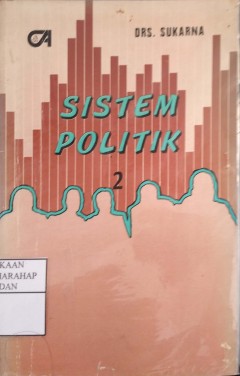 DRS. SUKARNA
SISTEM
POLITIK
2
KAAN
HARAHAP
DAN